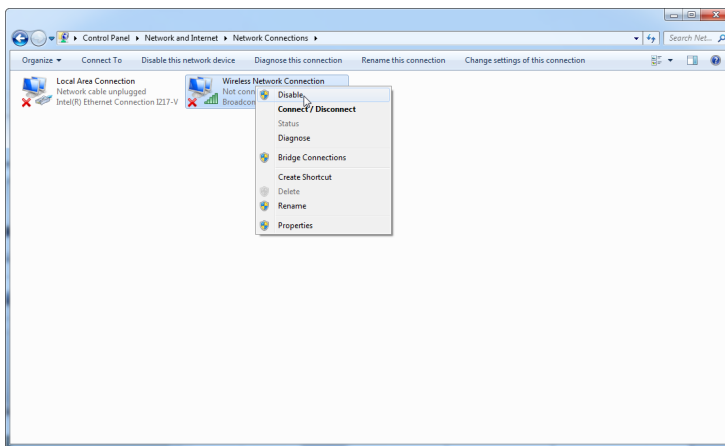 Control Panel ▸ Network and Internet ▸ Network Connections ▸
Search Net...
Organize ▾ Connect To Disable this network device Diagnose this connection Rename this connection Change settings of this connection
Local Area Connection
Network cable unplugged
Intel(R) Ethernet Connection I217-V
Wireless Network Connection
Not conn
Broadcom
Disable
Connect / Disconnect
Status
Diagnose
Bridge Connections
Create Shortcut
Delete
Rename
Properties